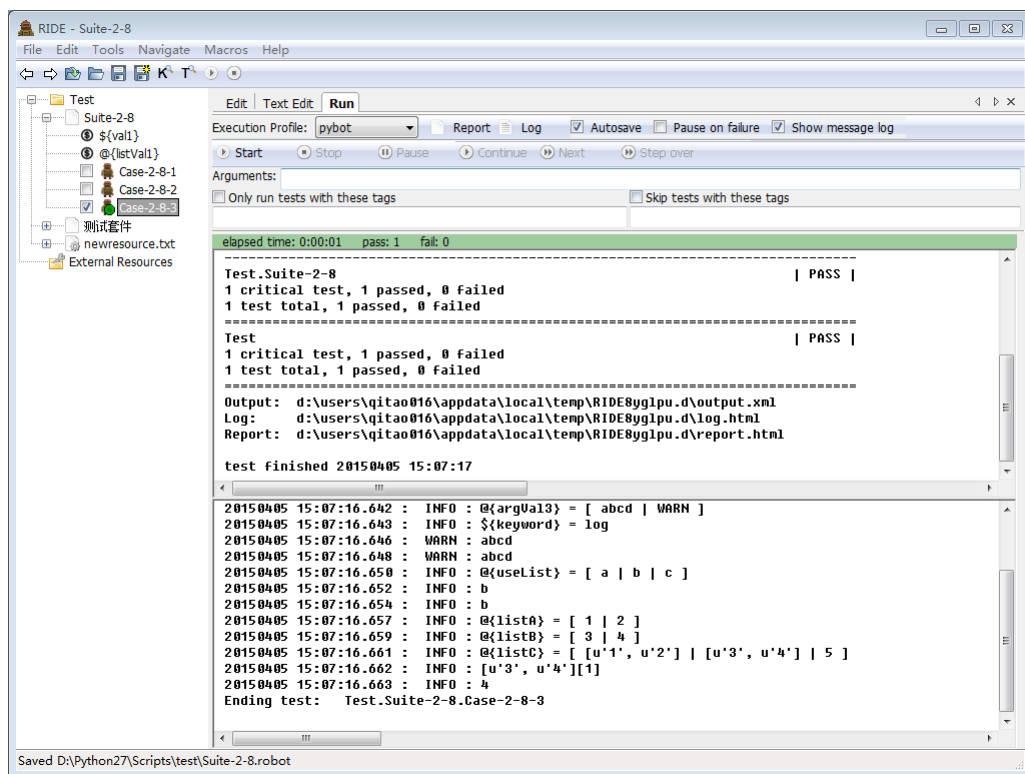 RIDE - Suite-2-8
File Edit Tools Navigate Macros Help
K T
Test
Suite-2-8
${val1}
@{listVal1}
Case-2-8-1
Case-2-8-2
Case-2-8-3
测试套件
newresource.txt
External Resources
Edit Text Edit Run
Execution Profile: pybot Report Log Autosave Pause on failure Show message log
Start Stop Pause Continue Next Step over
Arguments:
Only run tests with these tags Skip tests with these tags
elapsed time: 0:00:01 pass: 1 fail: 0
------------------------------------------------------------------------------
Test.Suite-2-8 | PASS |
1 critical test, 1 passed, 0 failed
1 test total, 1 passed, 0 failed
==============================================================================
Test | PASS |
1 critical test, 1 passed, 0 failed
1 test total, 1 passed, 0 failed
==============================================================================
Output: d:\users\qitao016\appdata\local\temp\RIDE8yglpu.d\output.xml
Log: d:\users\qitao016\appdata\local\temp\RIDE8yglpu.d\log.html
Report: d:\users\qitao016\appdata\local\temp\RIDE8yglpu.d\report.html
test finished 20150405 15:07:17
20150405 15:07:16.642 : INFO : @{argVal3} = [ abcd | WARN ]
20150405 15:07:16.643 : INFO : ${keyword} = log
20150405 15:07:16.646 : WARN : abcd
20150405 15:07:16.648 : WARN : abcd
20150405 15:07:16.650 : INFO : @{useList} = [ a | b | c ]
20150405 15:07:16.652 : INFO : b
20150405 15:07:16.654 : INFO : b
20150405 15:07:16.657 : INFO : @{listA} = [ 1 | 2 ]
20150405 15:07:16.659 : INFO : @{listB} = [ 3 | 4 ]
20150405 15:07:16.661 : INFO : @{listC} = [ [u'1', u'2'] | [u'3', u'4'] | 5 ]
20150405 15:07:16.662 : INFO : [u'3', u'4'][1]
20150405 15:07:16.663 : INFO : 4
Ending test: Test.Suite-2-8.Case-2-8-3
Saved D:\Python27\Scripts\test\Suite-2-8.robot